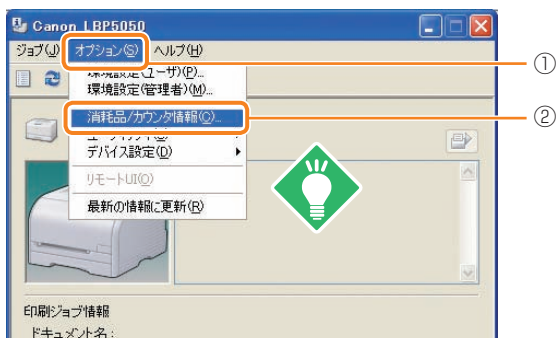 Canon LBP5050
ジョブ(J) オプション(S) ヘルプ(H)
①
環境設定(ユーザ)(P)...
環境設定(管理者)(M)...
消耗品/カウンタ情報(C)...
②
デバイス設定(D)
リモートUI(O)
最新の情報に更新(R)
印刷ジョブ情報
ドキュメント名: